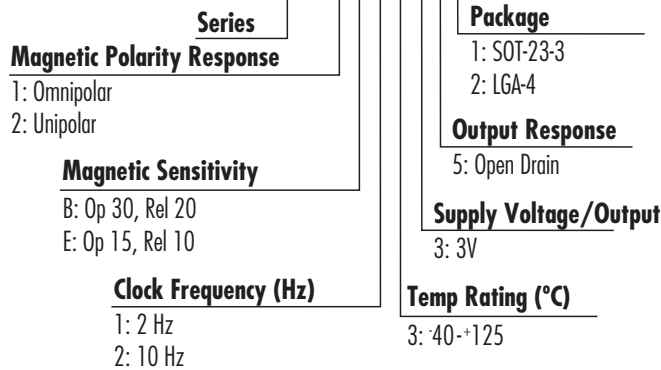 Series
Magnetic Polarity Response
1: Omnipolar
2: Unipolar
Magnetic Sensitivity
B: Op 30, Rel 20
E: Op 15, Rel 10
Clock Frequency (Hz)
1: 2 Hz
2: 10 Hz
Package
1: SOT-23-3
2: LGA-4
Output Response
5: Open Drain
Supply Voltage/Output
3: 3V
Temp Rating (°C)
3: -40-+125